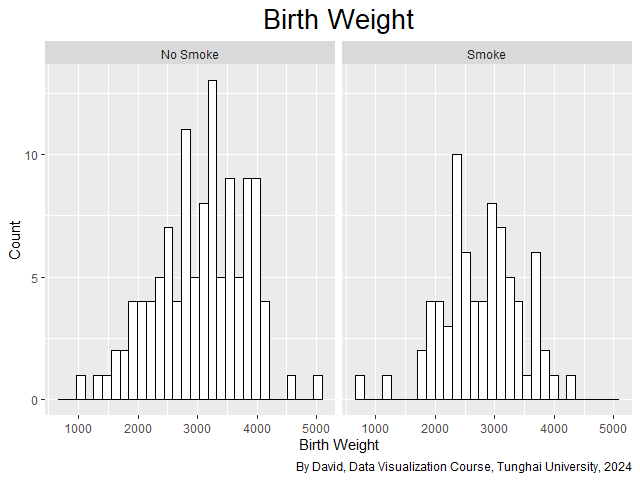 Birth Weight
No Smoke
Smoke
10
5
0
Count
1000 2000 3000 4000 5000
1000 2000 3000 4000 5000
Birth Weight
By David, Data Visualization Course, Tunghai University, 2024